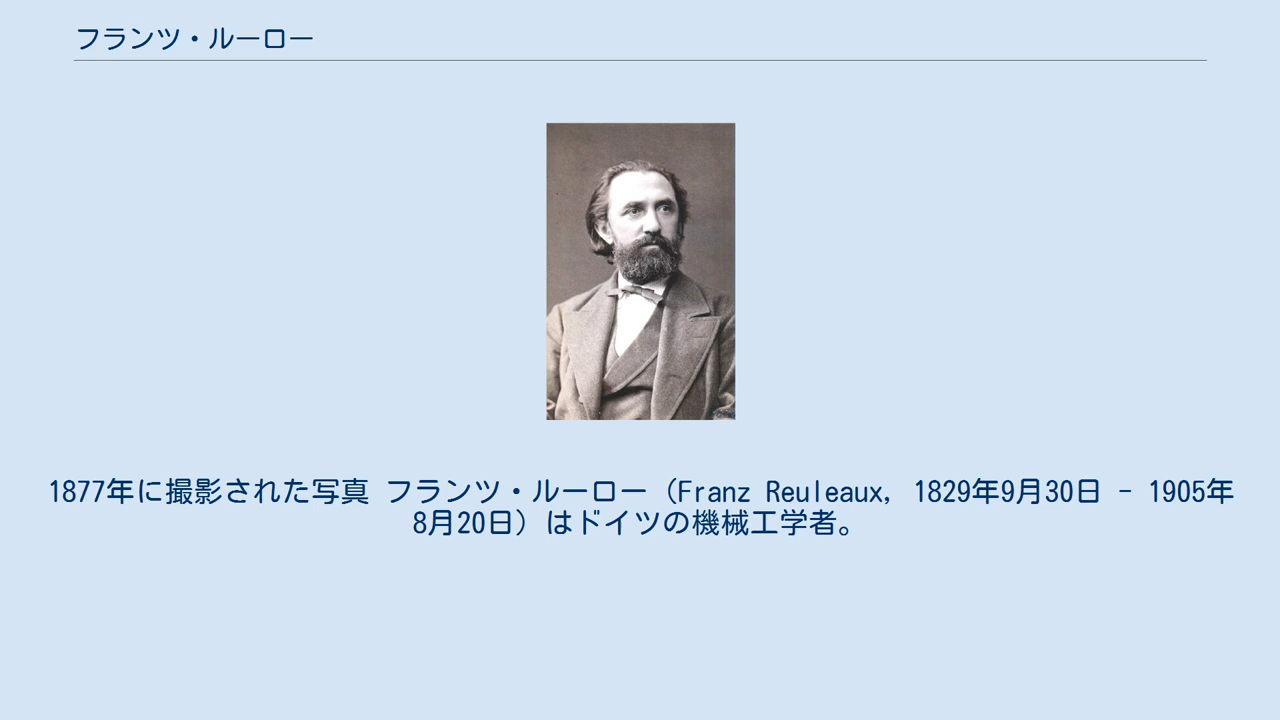 フランツ・ルーロー
1877年に撮影された写真 フランツ・ルーロー（Franz Reuleaux, 1829年9月30日 - 1905年
8月20日）はドイツの機械工学者。